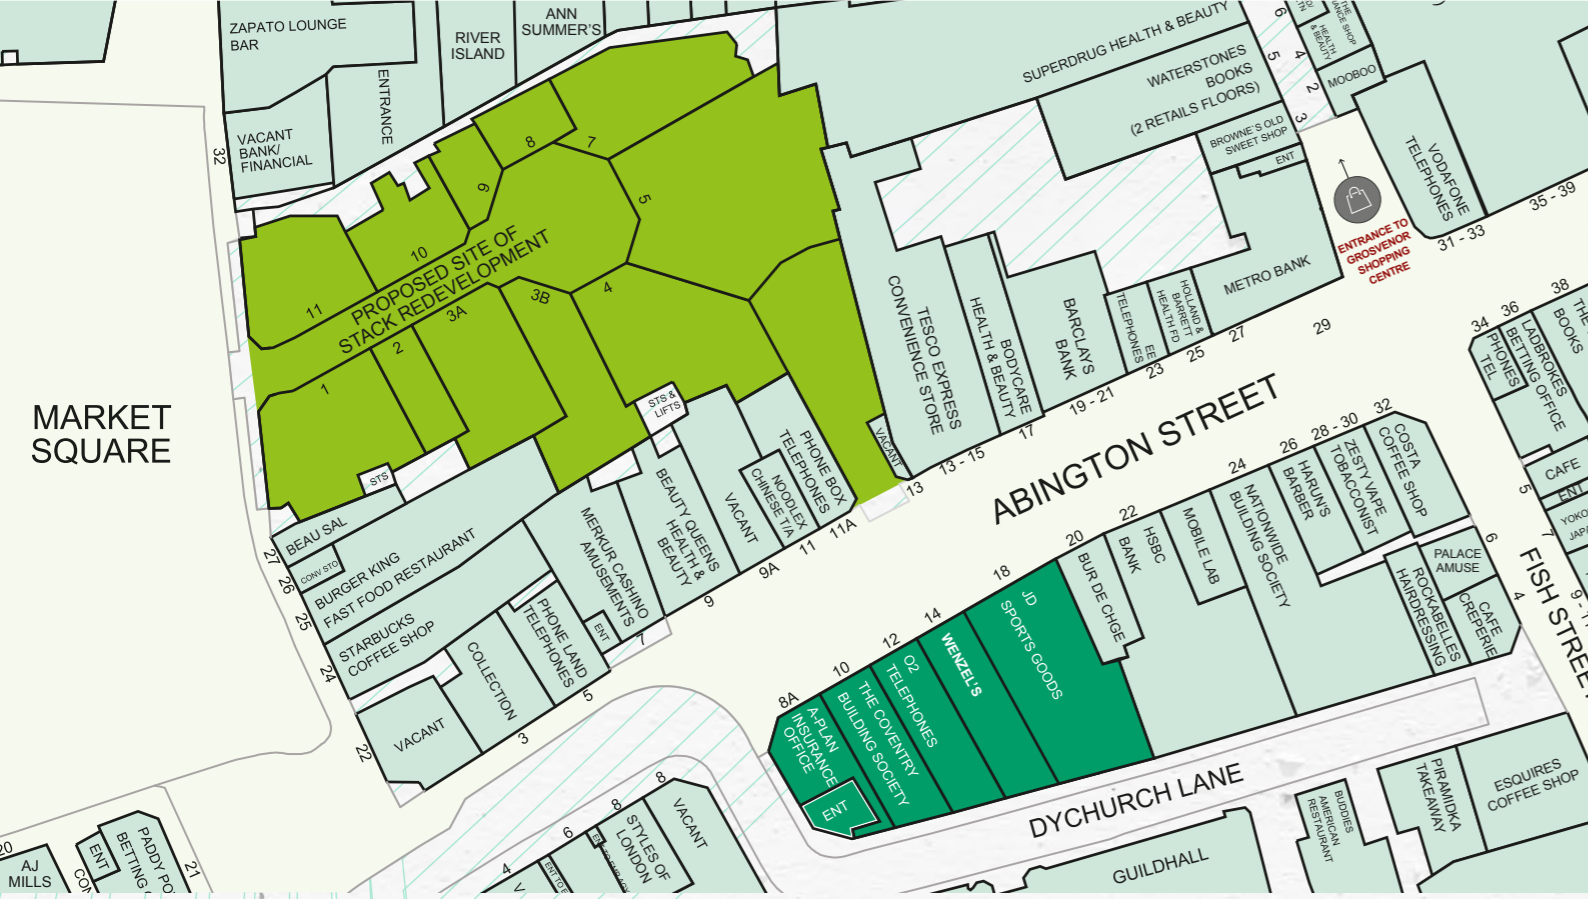 ZAPATO LOUNGE
BAR
ENTRANCE
RIVER
ISLAND
ANN
SUMMER'S
VACANT
BANK/
FINANCIAL
32
MARKET
SQUARE
PROPOSED SITE OF
STACK REDEVELOPMENT
11
10
9
8
7
5
4
3B
3A
2
1
STS &
LIFTS
STS
SUPERDRUG HEALTH & BEAUTY
WATERSTONES
BOOKS
(2 RETAILS FLOORS)
BROWNE'S OLD
SWEET SHOP
ENT
METRO BANK
6
5
4
2
3
HEALTH
& BEAUTY
MOOBOO
VODAFONE
TELEPHONES
ENTRANCE TO
GROSVENOR
SHOPPING
CENTRE
31 - 33
35 - 39
TESCO EXPRESS
CONVENIENCE STORE
BODYCARE
HEALTH & BEAUTY
BARCLAYS
BANK
EE
TELEPHONES
HOLLAND &
BARRETT
HEALTH FD
VACANT
13
13 - 15
17
19 - 21
23
25
27
29
ABINGTON STREET
BEAU SAL
CONV STO
BURGER KING
FAST FOOD RESTAURANT
STARBUCKS
COFFEE SHOP
VACANT
COLLECTION
PHONE LAND
TELEPHONES
ENT
MERKUR CASHINO
AMUSEMENTS
BEAUTY QUEENS
HEALTH &
BEAUTY
VACANT
NOODLEX
CHINESE T/A
PHONE BOX
TELEPHONES
27
26
25
24
22
3
5
7
9
9A
11
11A
34
36
38
TEL
PHONES
LADBROKES
BETTING OFFICE
BOOKS
CAFE
ENT
5
7
FISH STREET
8A
10
12
14
18
20
22
24
26
28 - 30
32
A-PLAN
INSURANCE
OFFICE
ENT
THE COVENTRY
BUILDING SOCIETY
O2
TELEPHONES
WENZEL'S
JD
SPORTS GOODS
BUR DE CHGE
HSBC
BANK
MOBILE LAB
NATIONWIDE
BUILDING SOCIETY
HARUN'S
BARBER
ZESTY VAPE
TOBACCONIST
COSTA
COFFEE SHOP
PALACE
AMUSE
ROCKABELLES
HAIRDRESSING
CAFE
CREPERIE
6
4
DYCHURCH LANE
GUILDHALL
BUDDIES
AMERICAN
RESTAURANT
PIRAMIDKA
TAKEAWAY
ESQUIRES
COFFEE SHOP
20
AJ
MILLS
ENT
PADDY PO
BETTING
21
4
6
8
8
STYLES OF
LONDON
VACANT